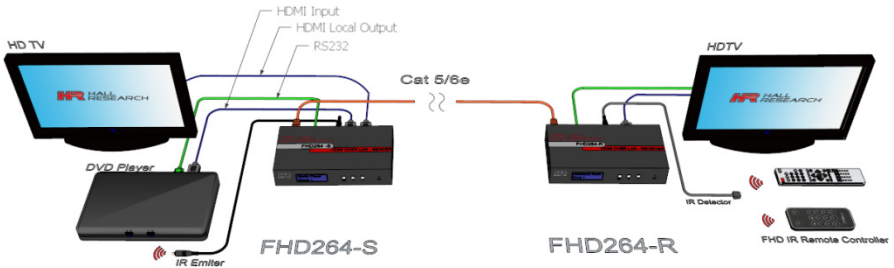 HDMI Input
HDMI Local Output
RS232
HD TV
HALL
RESEARCH
DVD Player
IR Emiter
FHD264-S
FHD264-S
Cat 5/6e
HDTV
HALL
RESEARCH
FHD264-R
FHD264-R
IR Detector
FHD IR Remote Controller